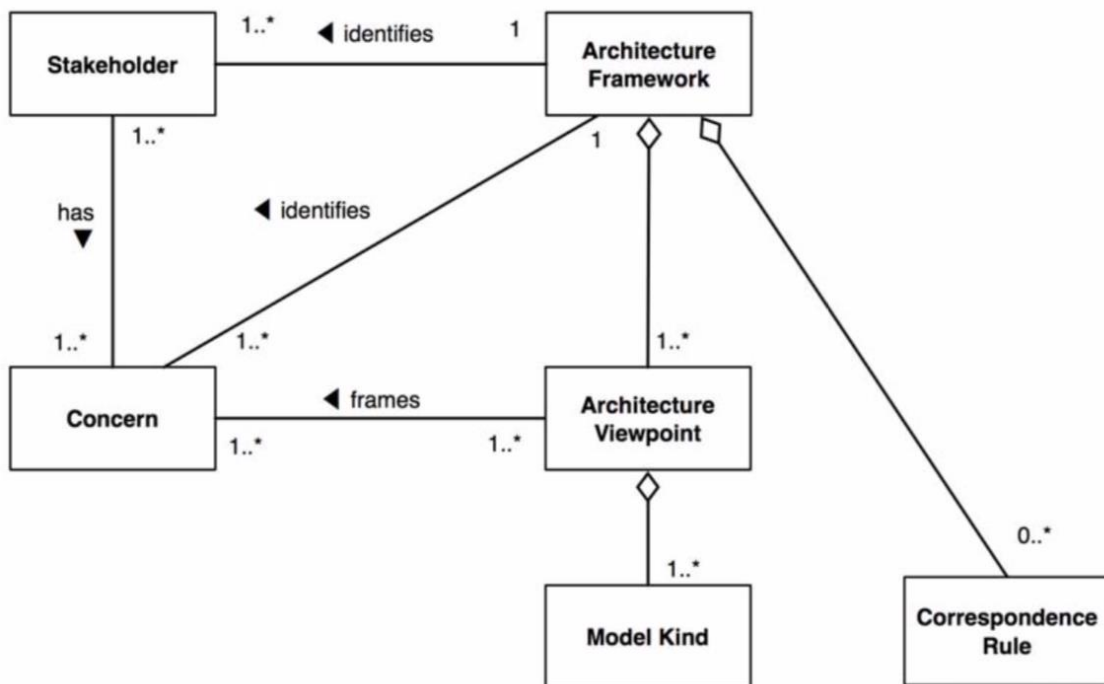 1..*
◀ identifies
1
Stakeholder
Architecture
Framework
1..*
1
has
▼
◀ identifies
1..*
1..*
1..*
◀ frames
Concern
Architecture
Viewpoint
1..*
1..*
0..*
1..*
Model Kind
Correspondence
Rule